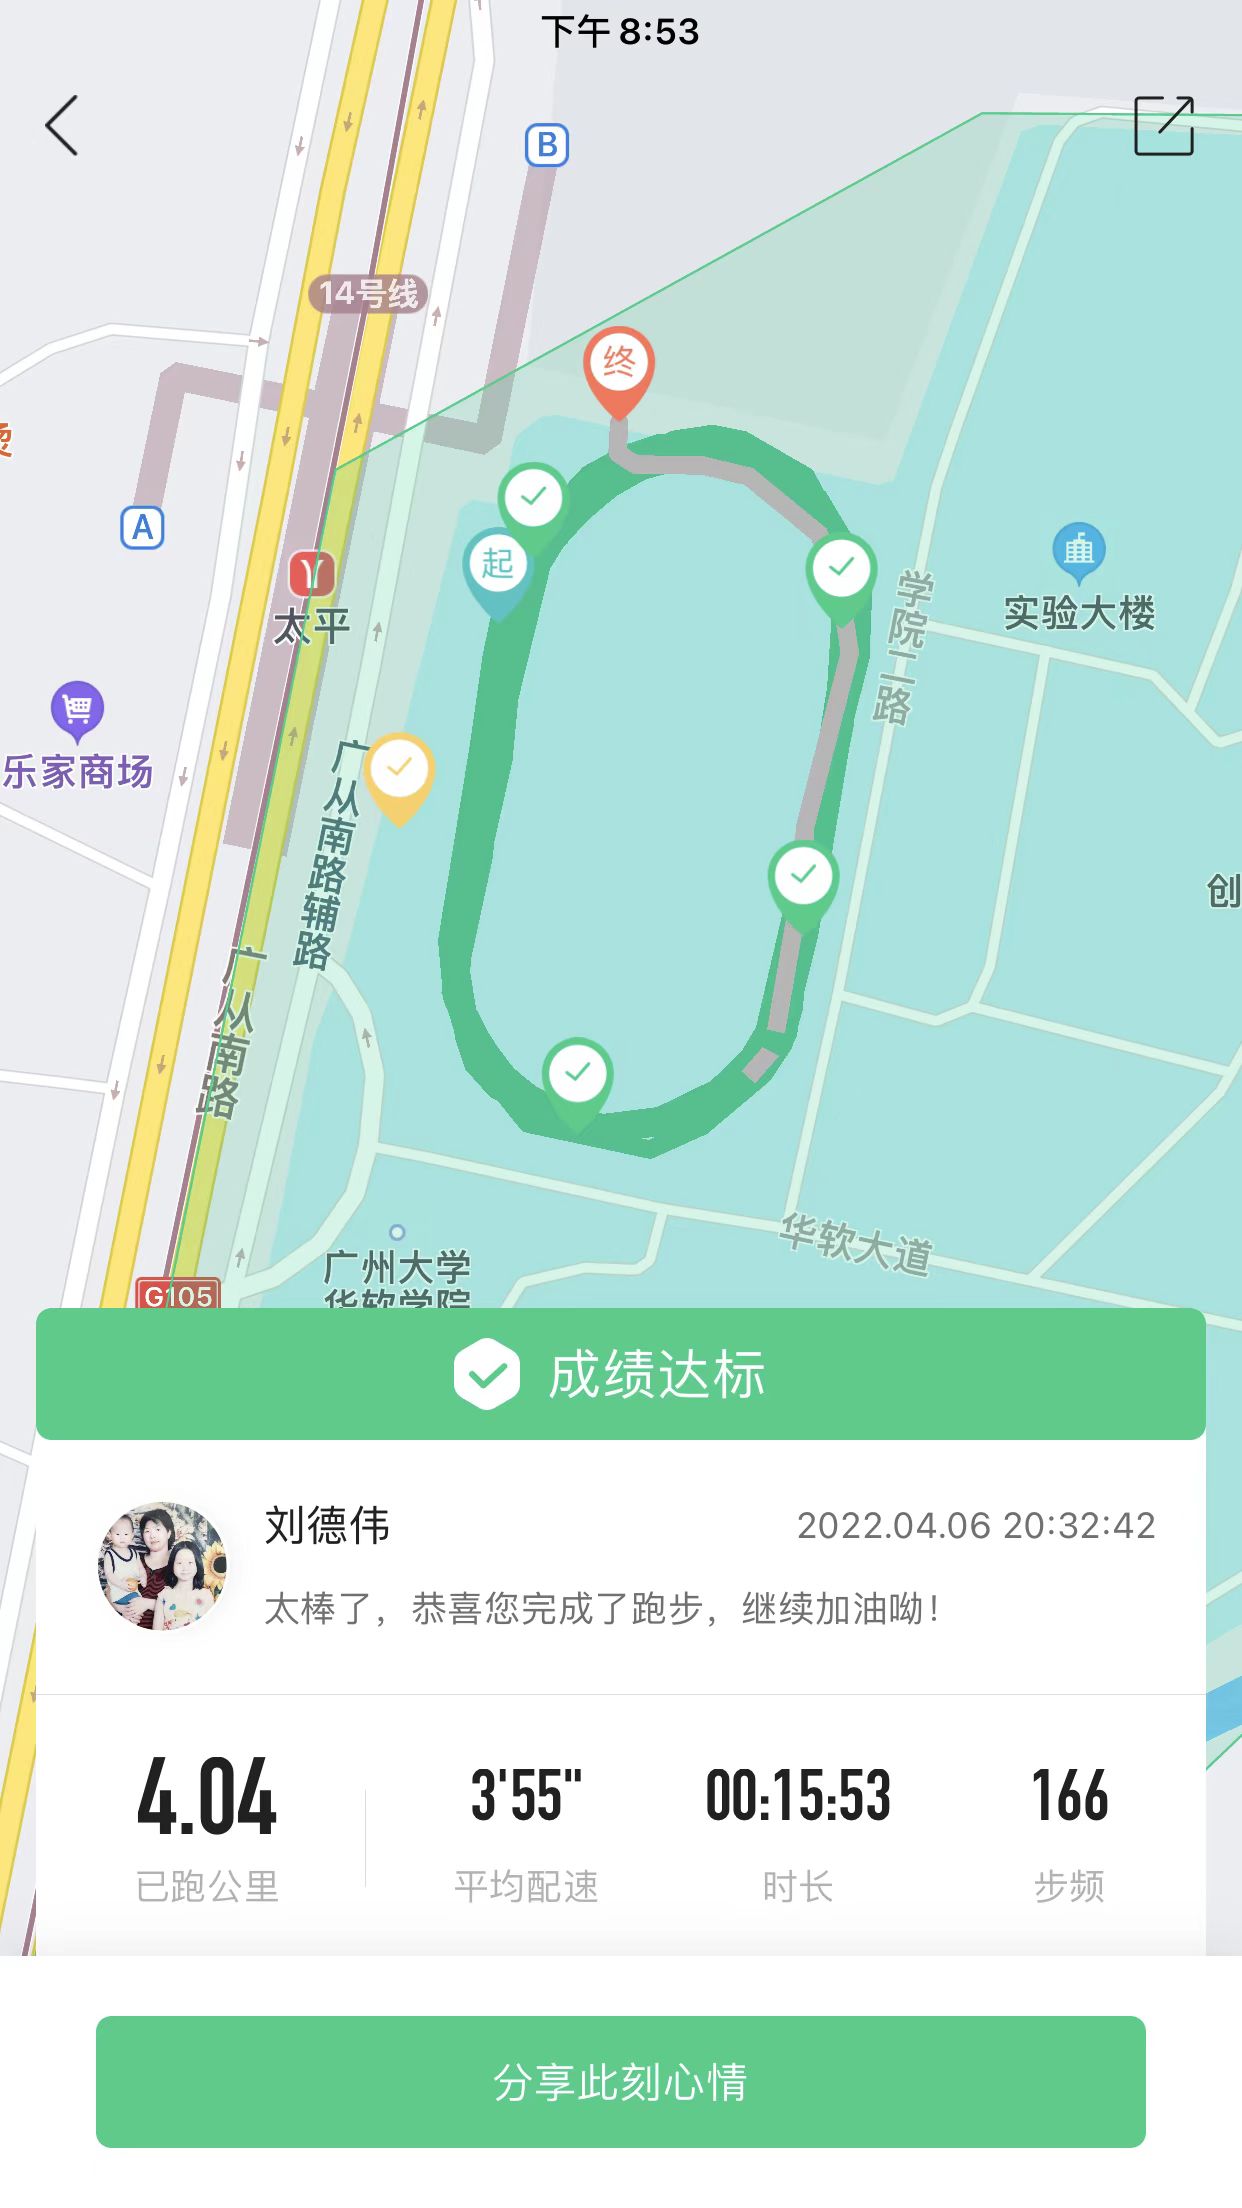 下午 8:53
B
14号线
终
A
起
太平
学院二路
实验大楼
乐家商场
广从南路辅路
创
广从南路
华软大道
广州大学
华软学院
G105
成绩达标
刘德伟
2022.04.06 20:32:42
太棒了，恭喜您完成了跑步，继续加油呦！
4.04
3'55"
00:15:53
166
已跑公里
平均配速
时长
步频
分享此刻心情